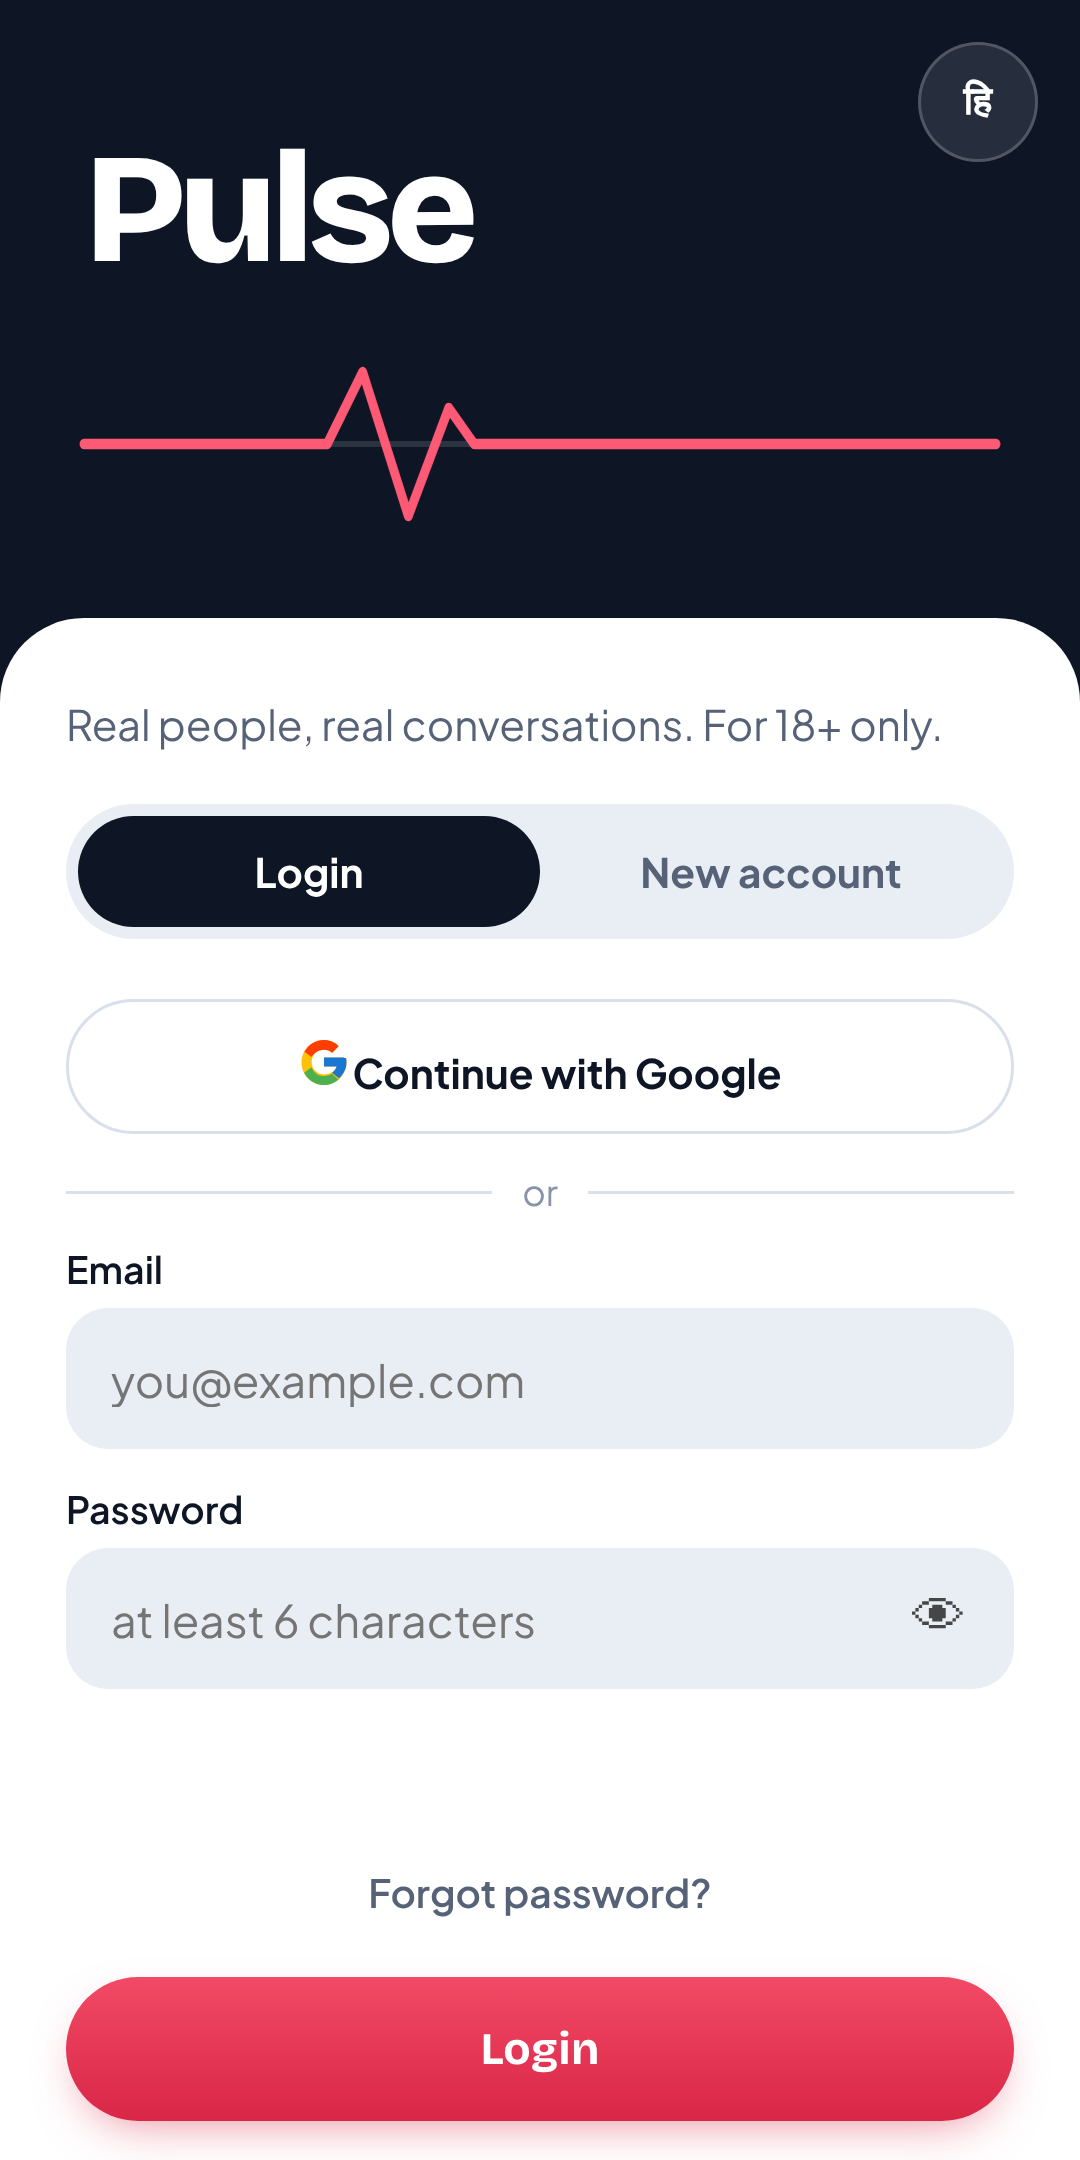 हि
Pulse
Real people, real conversations. For 18+ only.
Login
New account
Continue with Google
or
Email
you@example.com
Password
at least 6 characters
Forgot password?
Login